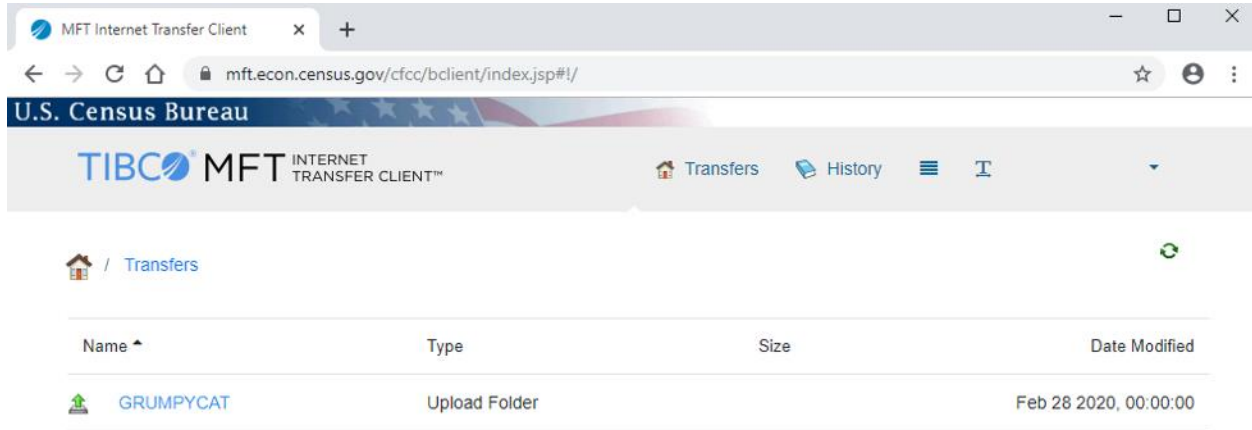 MFT Internet Transfer Client
mft.econ.census.gov/cfcc/bclient/index.jsp#!/
U.S. Census Bureau
TIBCO® MFT INTERNET TRANSFER CLIENT™
Transfers History T
/ Transfers
Name Type Size Date Modified
GRUMPYCAT Upload Folder Feb 28 2020, 00:00:00